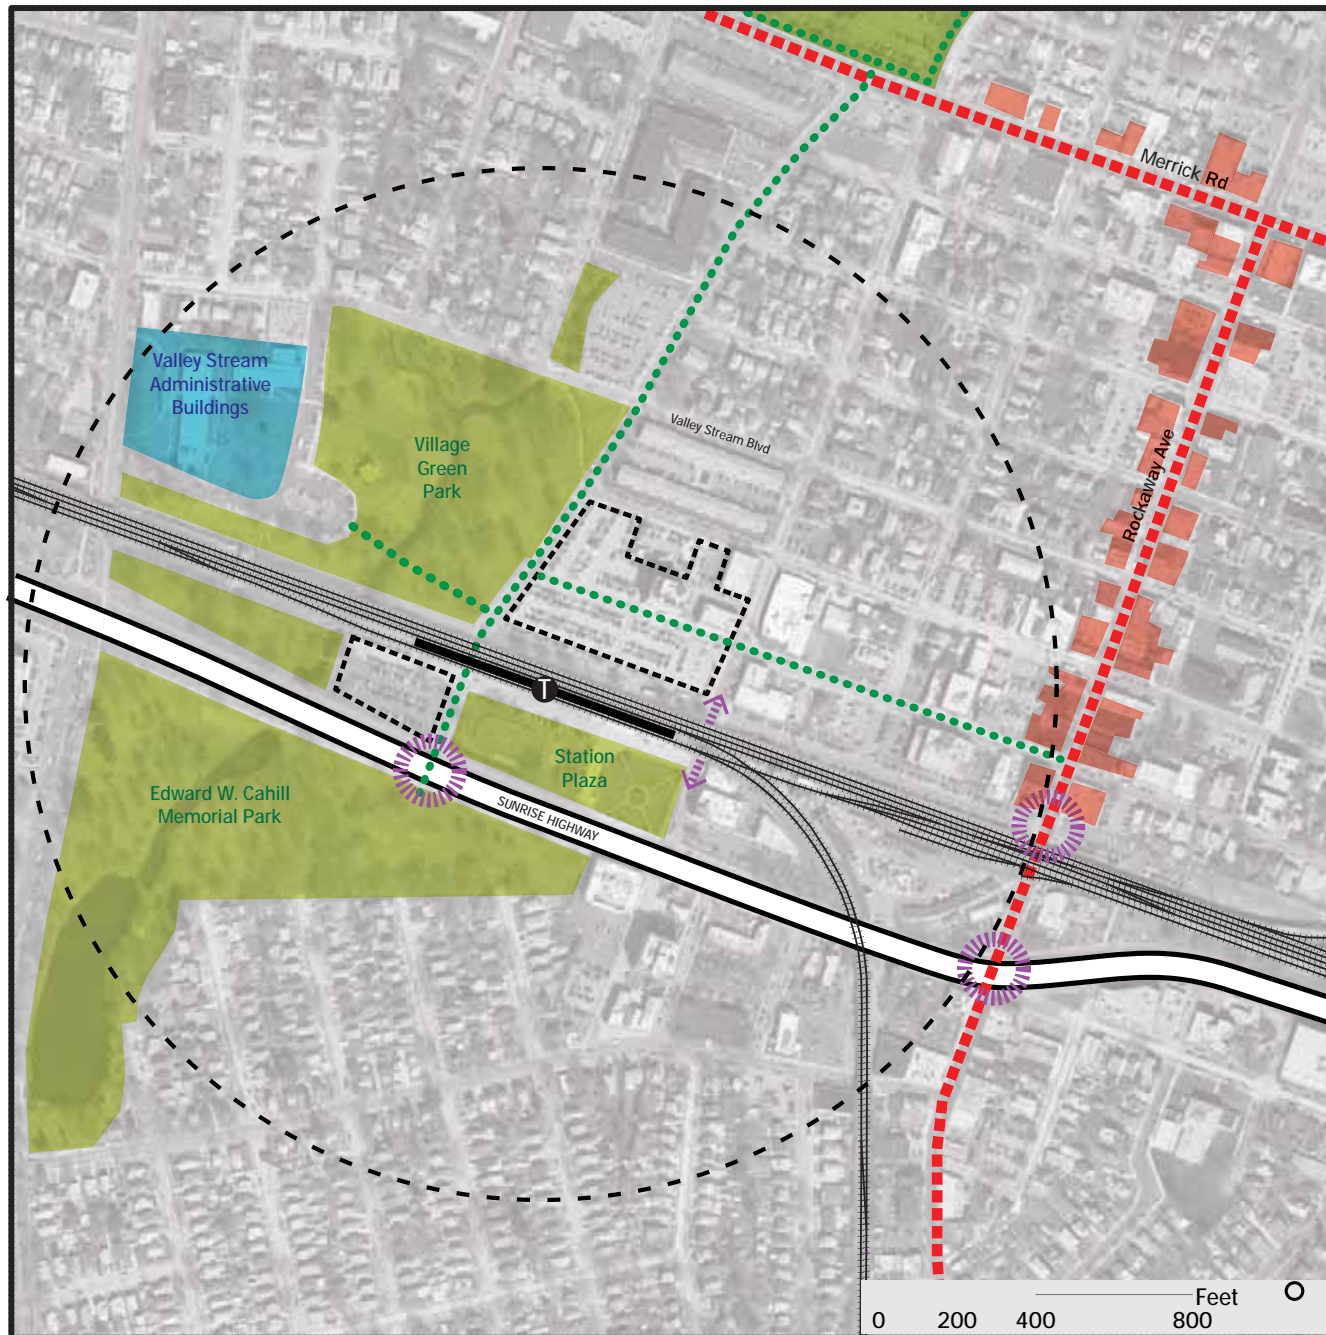 Merrick Rd
Valley Stream
Administrative
Buildings
Village
Green
Park
Valley Stream Blvd
Rockaway Ave
T
Station
Plaza
Edward W. Cahill
Memorial Park
SUNRISE HIGHWAY
Feet
0 200 400 800